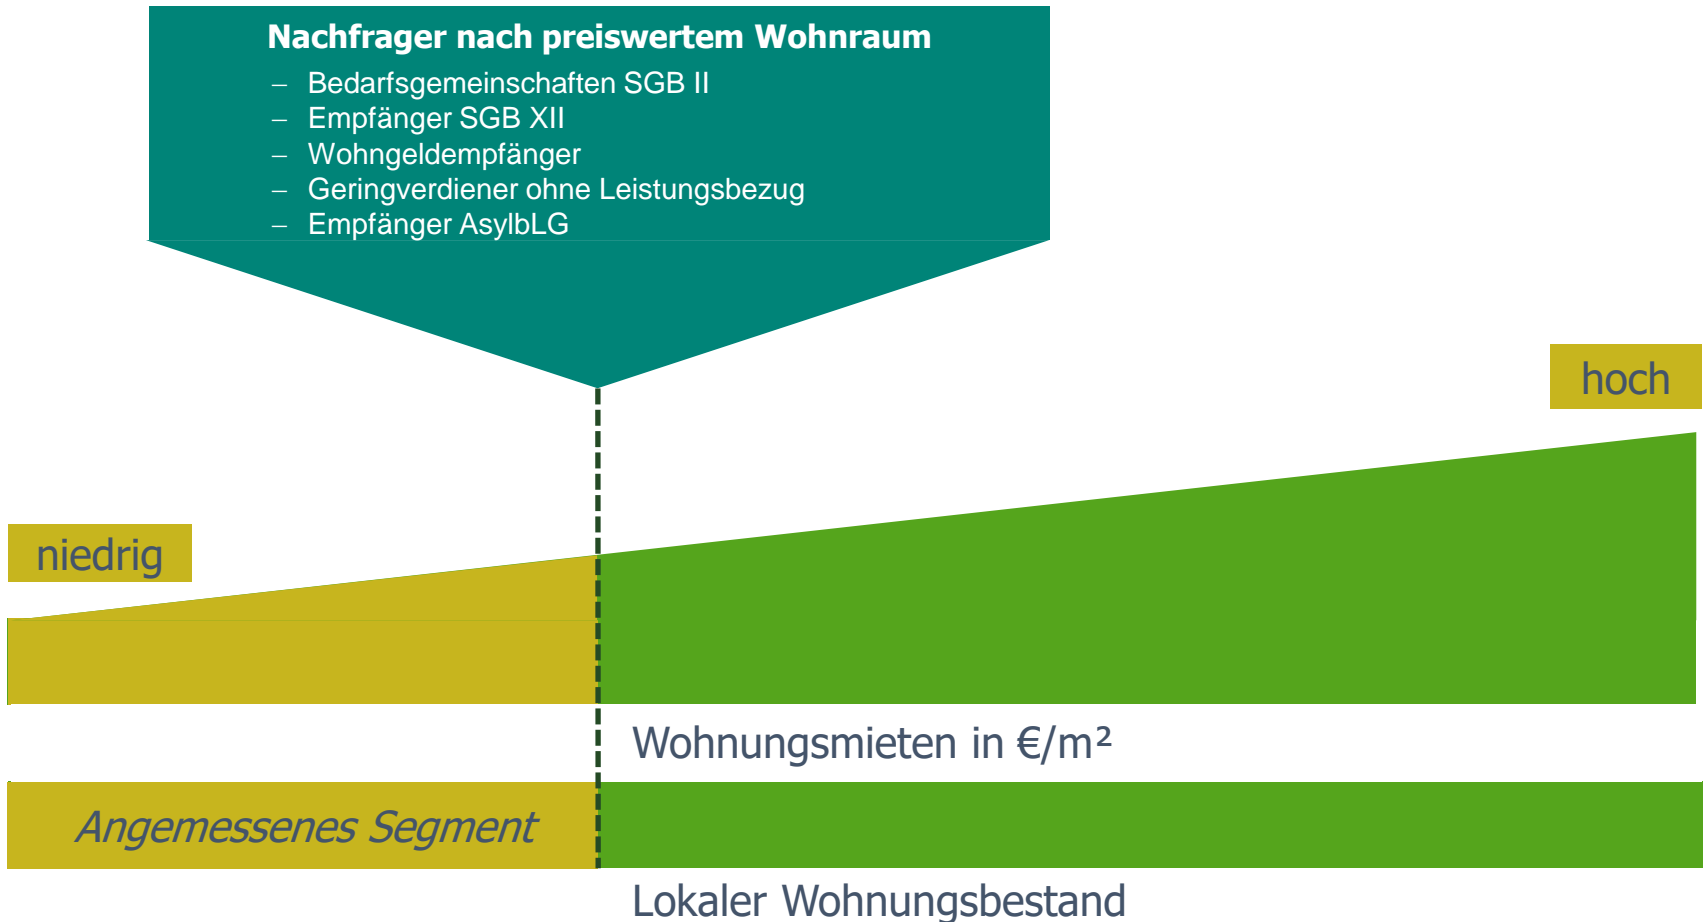 Nachfrager nach preiswertem Wohnraum
– Bedarfsgemeinschaften SGB II
– Empfänger SGB XII
– Wohngeldempfänger
– Geringverdiener ohne Leistungsbezug
– Empfänger AsylbLG
hoch
niedrig
Wohnungsmieten in €/m²
Angemessenes Segment
Lokaler Wohnungsbestand